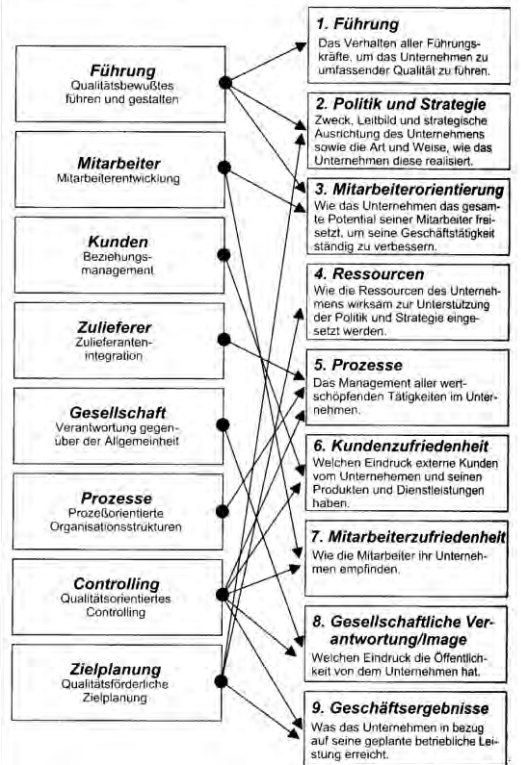 Führung
Qualitätsbewußtes
führen und gestalten
Mitarbeiter
Mitarbeiterentwicklung
Kunden
Beziehungs-
management
Zulieferer
Zulieferanten-
integration
Gesellschaft
Verantwortung gegen-
über der Allgemeinheit
Prozesse
Prozeßorientierte
Organisationsstrukturen
Controlling
Qualitätsorientiertes
Controlling
Zielplanung
Qualitätsförderliche
Zielplanung
1. Führung
Das Verhalten aller Führungs-
kräfte, um das Unternehmen zu
umfassender Qualität zu führen.
2. Politik und Strategie
Zweck, Leitbild und strategische
Ausrichtung des Unternehmens
sowie die Art und Weise, wie das
Unternehmen diese realisiert.
3. Mitarbeiterorientierung
Wie das Unternehmen das gesam-
te Potential seiner Mitarbeiter frei-
setzt, um seine Geschäftstätigkeit
ständig zu verbessern.
4. Ressourcen
Wie die Ressourcen des Unterneh-
mens wirksam zur Unterstützung
der Politik und Strategie einge-
setzt werden.
5. Prozesse
Das Management aller wert-
schöpfenden Tätigkeiten im Unter-
nehmen.
6. Kundenzufriedenheit
Welchen Eindruck externe Kunden
vom Unternehemen und seinen
Produkten und Dienstleistungen
haben.
7. Mitarbeiterzufriedenheit
Wie die Mitarbeiter ihr Unterneh-
men empfinden.
8. Gesellschaftliche Ver-
antwortung/Image
Welchen Eindruck die Öffentlich-
keit von dem Unternehmen hat.
9. Geschäftsergebnisse
Was das Unternehmen in bezug
auf seine geplante betriebliche Lei-
stung erreicht.